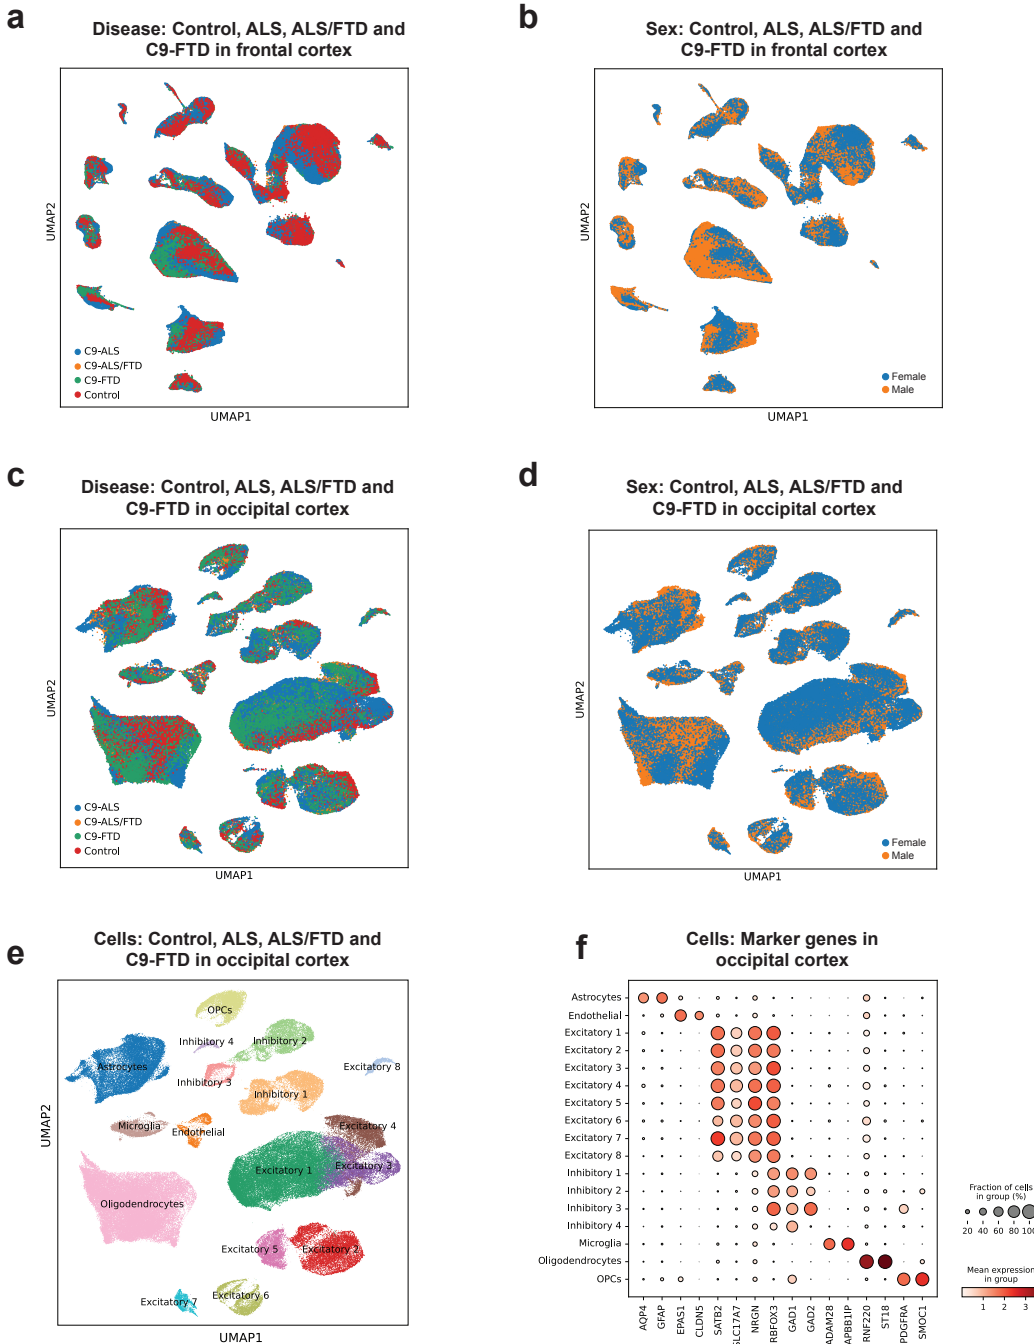 a
Disease: Control, ALS, ALS/FTD and
C9-FTD in frontal cortex
UMAP2
C9-ALS
C9-ALS/FTD
C9-FTD
Control
UMAP1
b
Sex: Control, ALS, ALS/FTD and
C9-FTD in frontal cortex
UMAP2
Female
Male
UMAP1
c
Disease: Control, ALS, ALS/FTD and
C9-FTD in occipital cortex
UMAP2
C9-ALS
C9-ALS/FTD
C9-FTD
Control
UMAP1
d
Sex: Control, ALS, ALS/FTD and
C9-FTD in occipital cortex
UMAP2
Female
Male
UMAP1
e
Cells: Control, ALS, ALS/FTD and
C9-FTD in occipital cortex
UMAP2
OPCs
Inhibitory 4
Inhibitory 2
Astrocytes
Excitatory 8
Inhibitory 3
Inhibitory 1
Microglia
Endothelial
Excitatory 4
Excitatory 1
Excitatory 3
Oligodendrocytes
Excitatory 5
Excitatory 2
Excitatory 7
Excitatory 6
UMAP1
f
Cells: Marker genes in
occipital cortex
Astrocytes
Endothelial
Excitatory 1
Excitatory 2
Excitatory 3
Excitatory 4
Excitatory 5
Excitatory 6
Excitatory 7
Excitatory 8
Inhibitory 1
Inhibitory 2
Inhibitory 3
Inhibitory 4
Microglia
Oligodendrocytes
OPCs
AQP4
GFAP
EPAS1
CLDN5
SATB2
SLC17A7
NRGN
RBFOX3
GAD1
GAD2
ADAM28
APBB1IP
RNF220
ST18
PDGFRA
SMOC1
Fraction of cells
in group (%)
20 40 60 80 100
Mean expression
in group
1 2 3